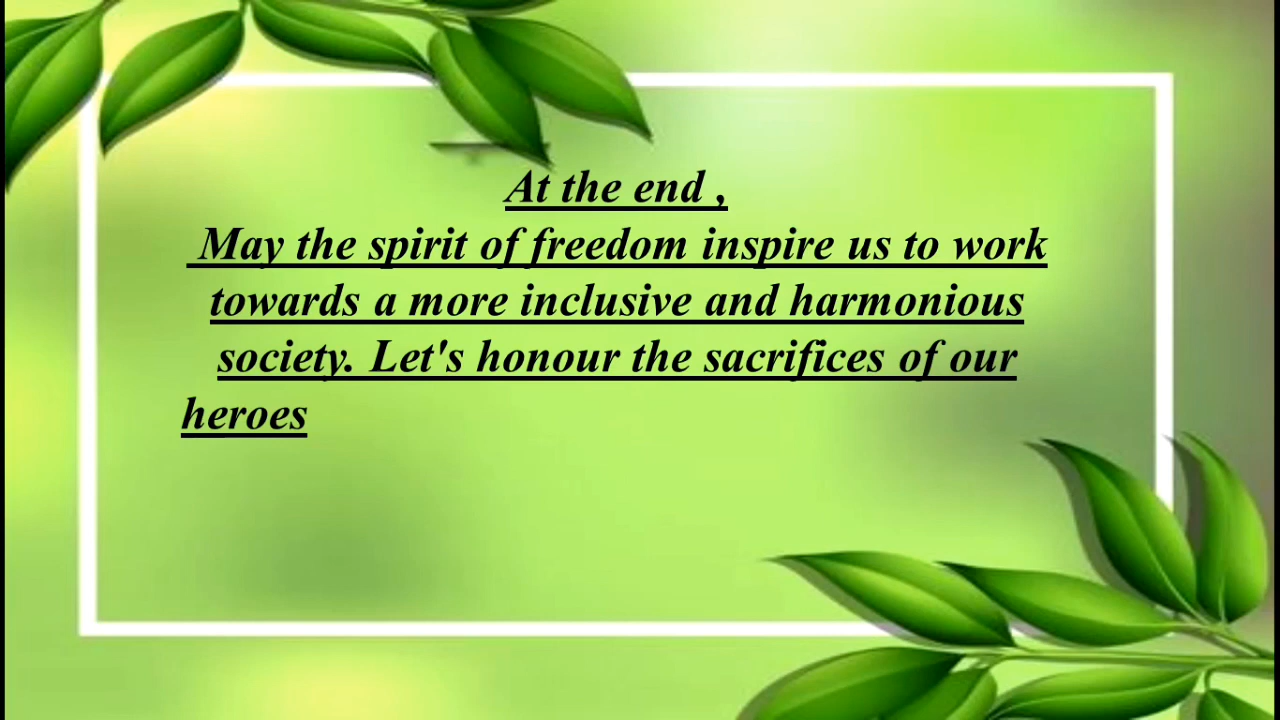 At the end ,
May the spirit of freedom inspire us to work
towards a more inclusive and harmonious
society. Let's honour the sacrifices of our
heroes